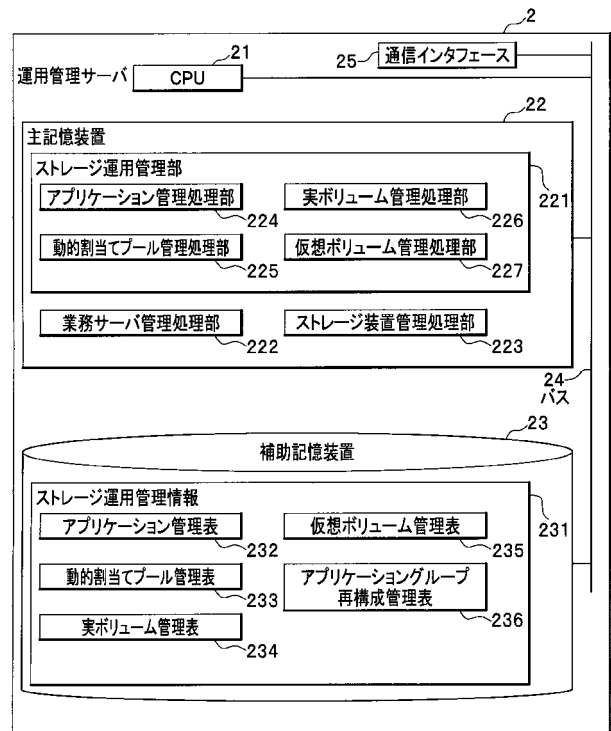 2
21
25
通信インタフェース
運用管理サーバ
CPU
22
主記憶装置
ストレージ運用管理部
221
アプリケーション管理処理部
224
実ボリューム管理処理部
226
動的割当てプール管理処理部
225
仮想ボリューム管理処理部
227
業務サーバ管理処理部
222
ストレージ装置管理処理部
223
24
バス
23
補助記憶装置
ストレージ運用管理情報
231
アプリケーション管理表
232
仮想ボリューム管理表
235
動的割当てプール管理表
233
アプリケーショングループ
再構成管理表
236
実ボリューム管理表
234